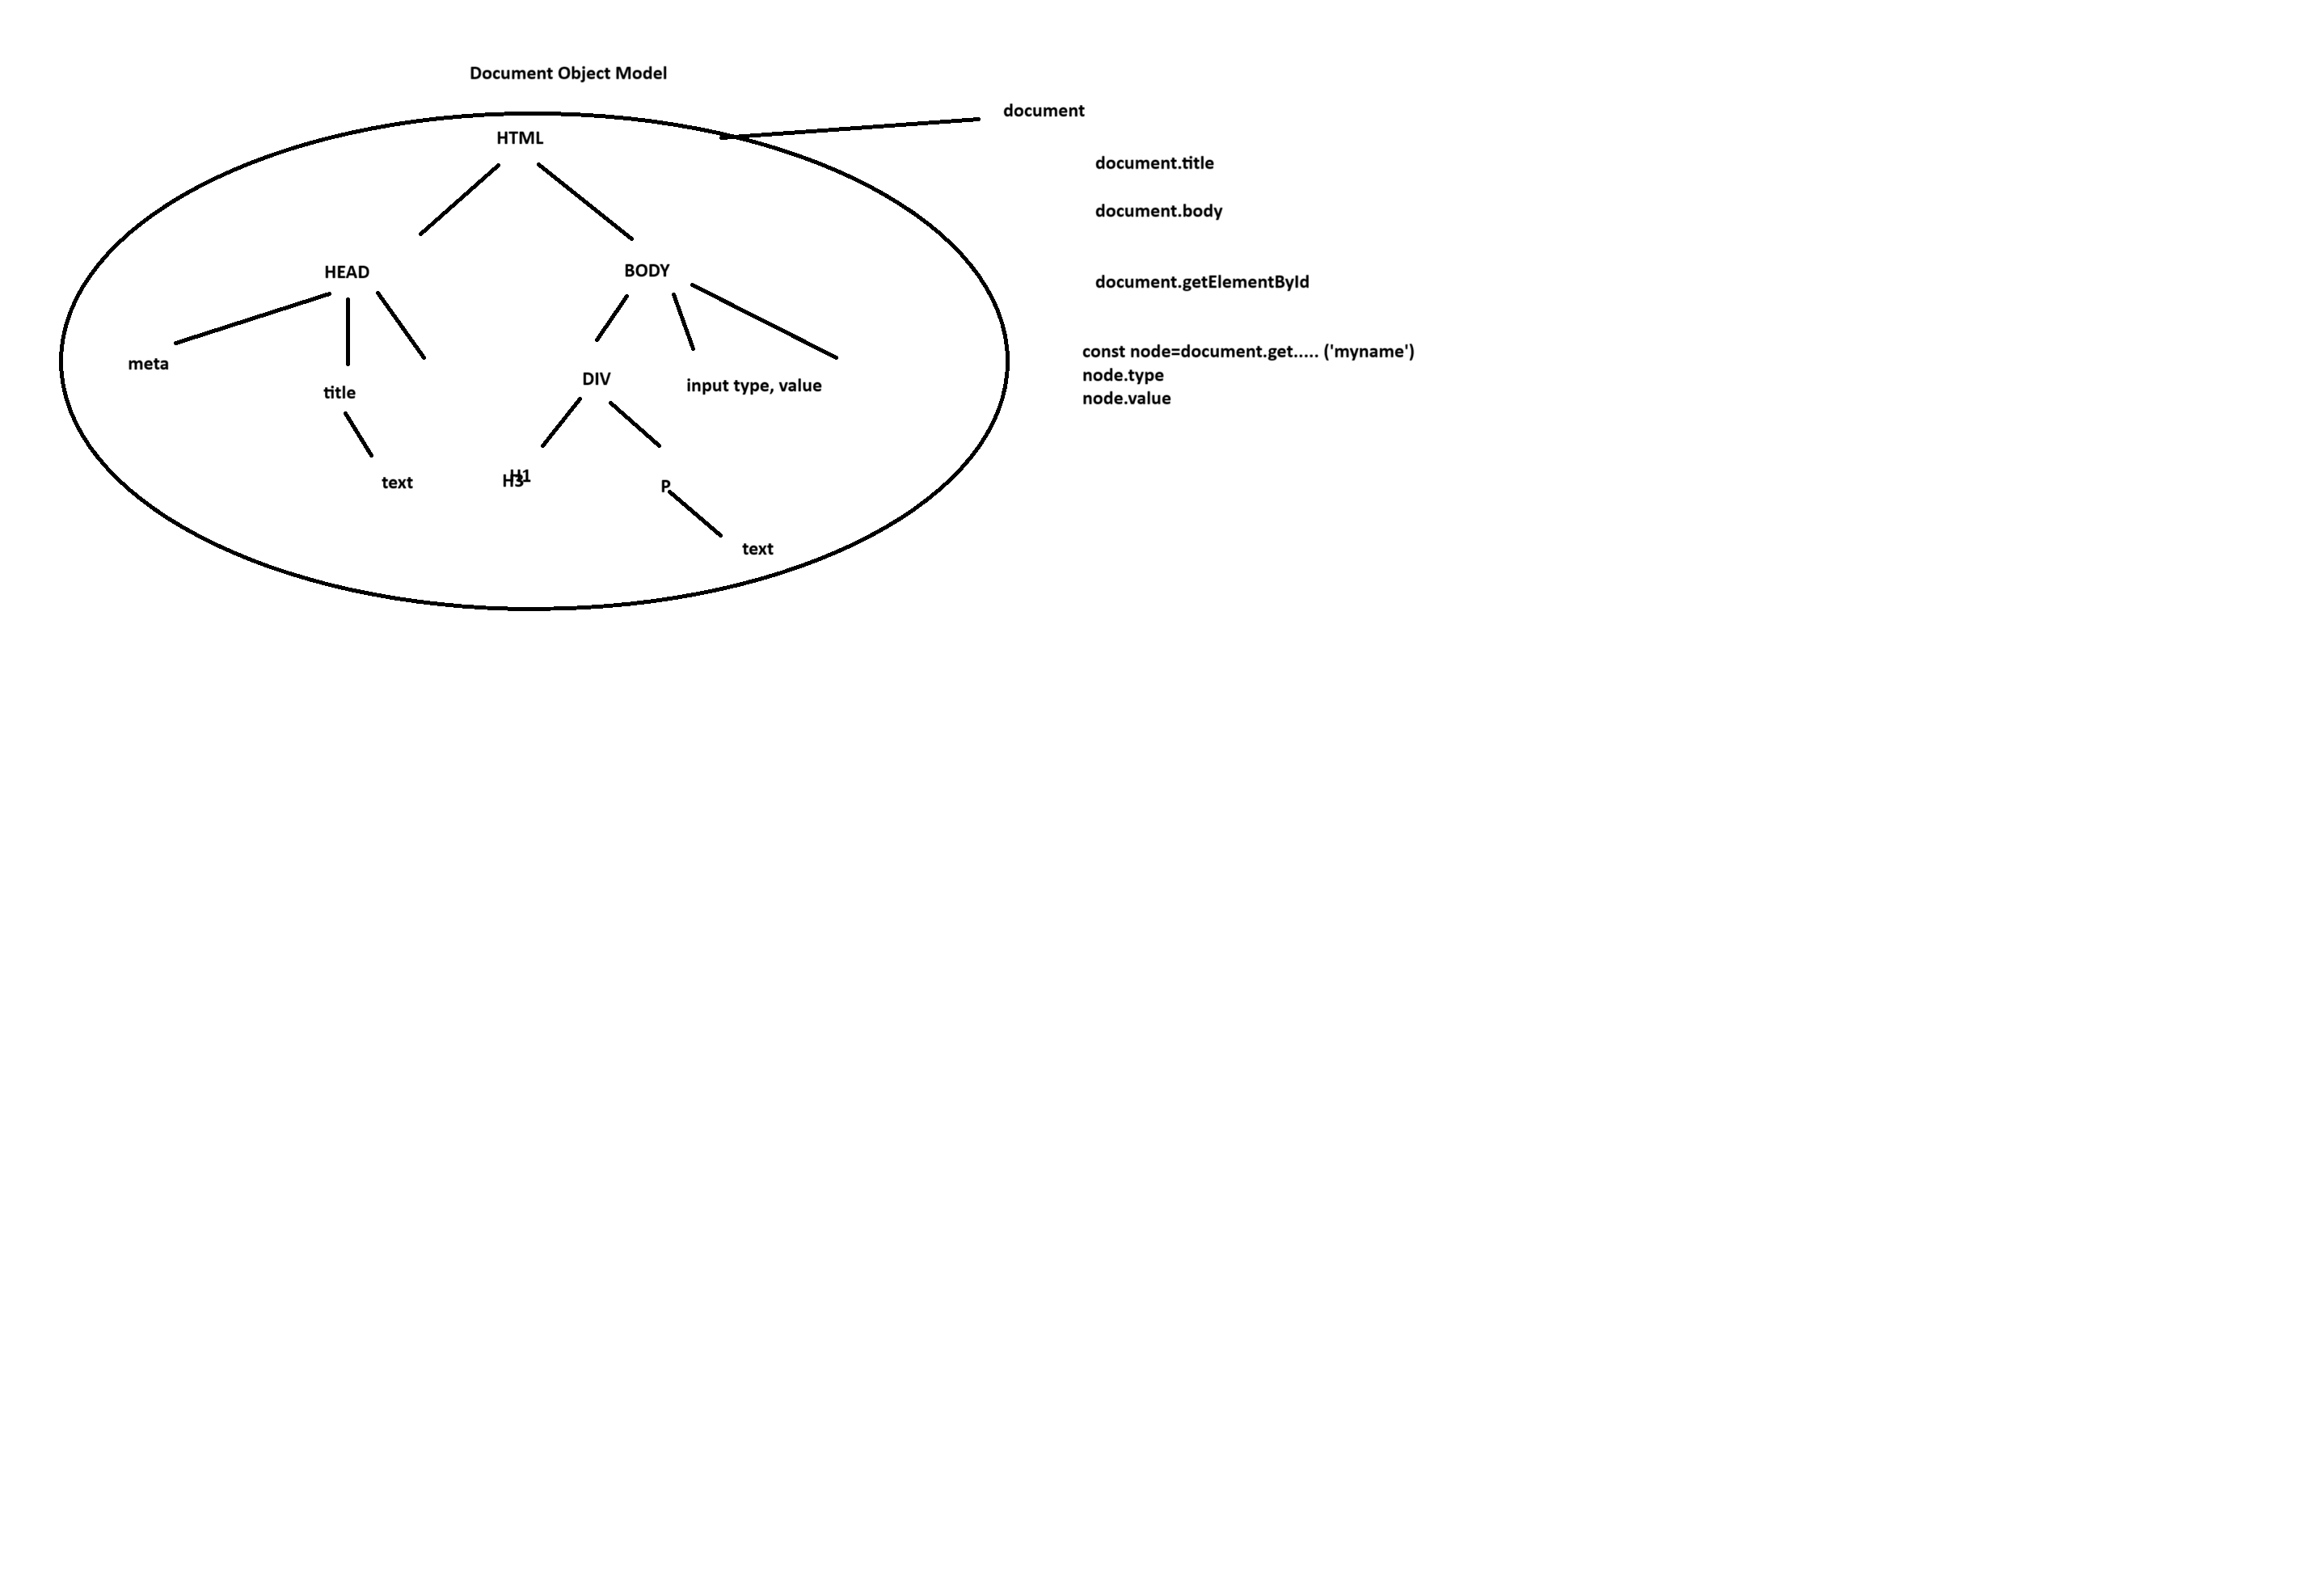 Document Object Model
document
HTML
document.title
document.body
HEAD
BODY
document.getElementById
meta
title
DIV
input type, value
const node=document.get..... ('myname')
node.type
node.value
text
H1
H3
P
text